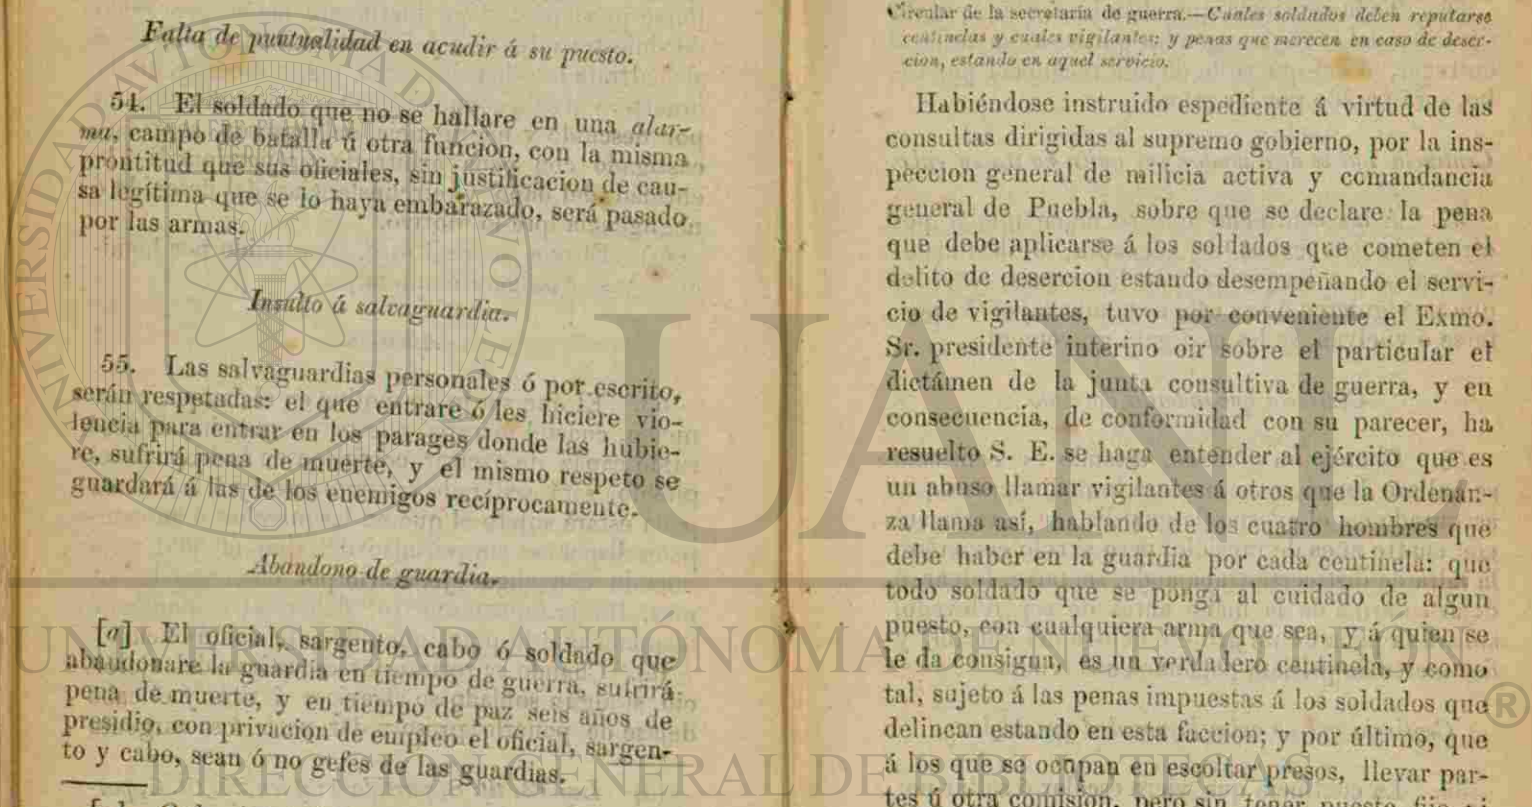 Falta de puntualidad en acudir á su puesto.
54. El soldado que no se hallare en una alar-
ma, campo de batalla ú otra funcion, con la misma
prontitud que sus oficiales, sin justificacion de cau-
sa legítima que se lo haya embarazado, será pasado
por las armas.
Insulto á salvaguardia.
55. Las salvaguardias personales ó por escrito,
serán respetadas: el que entrare ó les hiciere vio-
lencia para entrar en los parages donde las hubie-
re, sufrirá pena de muerte, y el mismo respeto se
guardará á las de los enemigos recíprocamente.
Abandono de guardia.
[a] El oficial, sargento, cabo ó soldado que
abandonare la guardia en tiempo de guerra, sufrirá
pena de muerte, y en tiempo de paz seis años de
presidio, con privacion de empleo el oficial, sargen-
to y cabo, sean ó no gefes de las guardias.
Circular de la secretaría de guerra.—Cuales soldados deben reputarse
centinelas y cuales vigilantes; y penas que merecen en caso de deser-
cion, estando en aquel servicio.
Habiéndose instruido espediente á virtud de las
consultas dirigidas al supremo gobierno, por la ins-
peccion general de milicia activa y comandancia
general de Puebla, sobre que se declare la pena
que debe aplicarse á los soldados que cometen el
delito de desercion estando desempeñando el servi-
cio de vigilantes, tuvo por conveniente el Exmo.
Sr. presidente interino oir sobre el particular el
dictámen de la junta consultiva de guerra, y en
consecuencia, de conformidad con su parecer, ha
resuelto S. E. se haga entender al ejército que es
un abuso llamar vigilantes á otros que la Ordenan-
za llama así, hablando de los cuatro hombres que
debe haber en la guardia por cada centinela: que
todo soldado que se ponga al cuidado de algun
puesto, con cualquiera arma que sea, y á quien se
le da consigna, es un verdadero centinela, y como
tal, sujeto á las penas impuestas á los soldados que
delincan estando en esta faccion; y por último, que
á los que se ocupan en escoltar presos, llevar par-
tes ú otra comision, pero sin tener puesto
UNIVERSIDAD AUTÓNOMA DE NUEVO LEÓN
UANL
UNIVERSIDAD AUTÓNOMA DE NUEVO LEÓN
®
DIRECCIÓN GENERAL DE BIBLIOTECAS